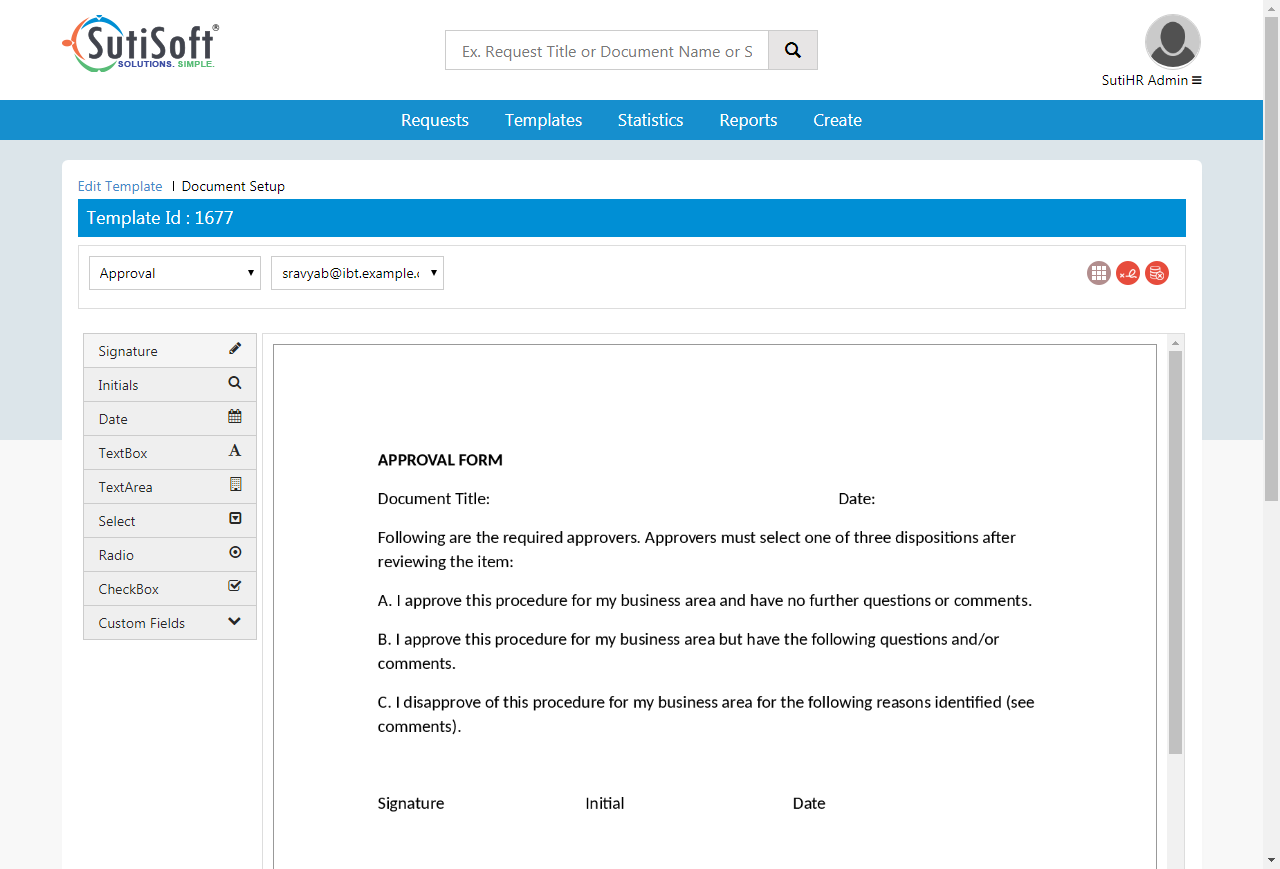 SutiSoft®
SOLUTIONS. SIMPLE.
Ex. Request Title or Document Name or S
SutiHR Admin
Requests Templates Statistics Reports Create
Edit Template | Document Setup
Template Id : 1677
Approval sravyab@ibt.example.
Signature
Initials
Date
TextBox
TextArea
Select
Radio
CheckBox
Custom Fields
APPROVAL FORM
Document Title: Date:
Following are the required approvers. Approvers must select one of three dispositions after
reviewing the item:
A. I approve this procedure for my business area and have no further questions or comments.
B. I approve this procedure for my business area but have the following questions and/or
comments.
C. I disapprove of this procedure for my business area for the following reasons identified (see
comments).
Signature Initial Date